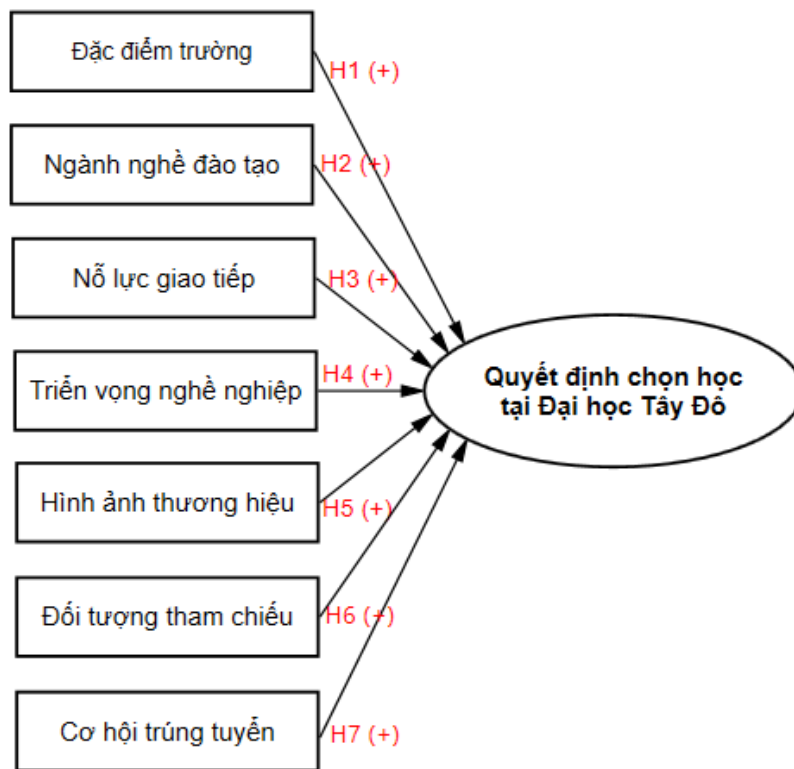 Đặc điểm trường
H1 (+)
Ngành nghề đào tạo
H2 (+)
Nỗ lực giao tiếp
H3 (+)
Triển vọng nghề nghiệp
H4 (+)
Quyết định chọn học
tại Đại học Tây Đô
Hình ảnh thương hiệu
H5 (+)
Đối tượng tham chiếu
H6 (+)
Cơ hội trúng tuyển
H7 (+)